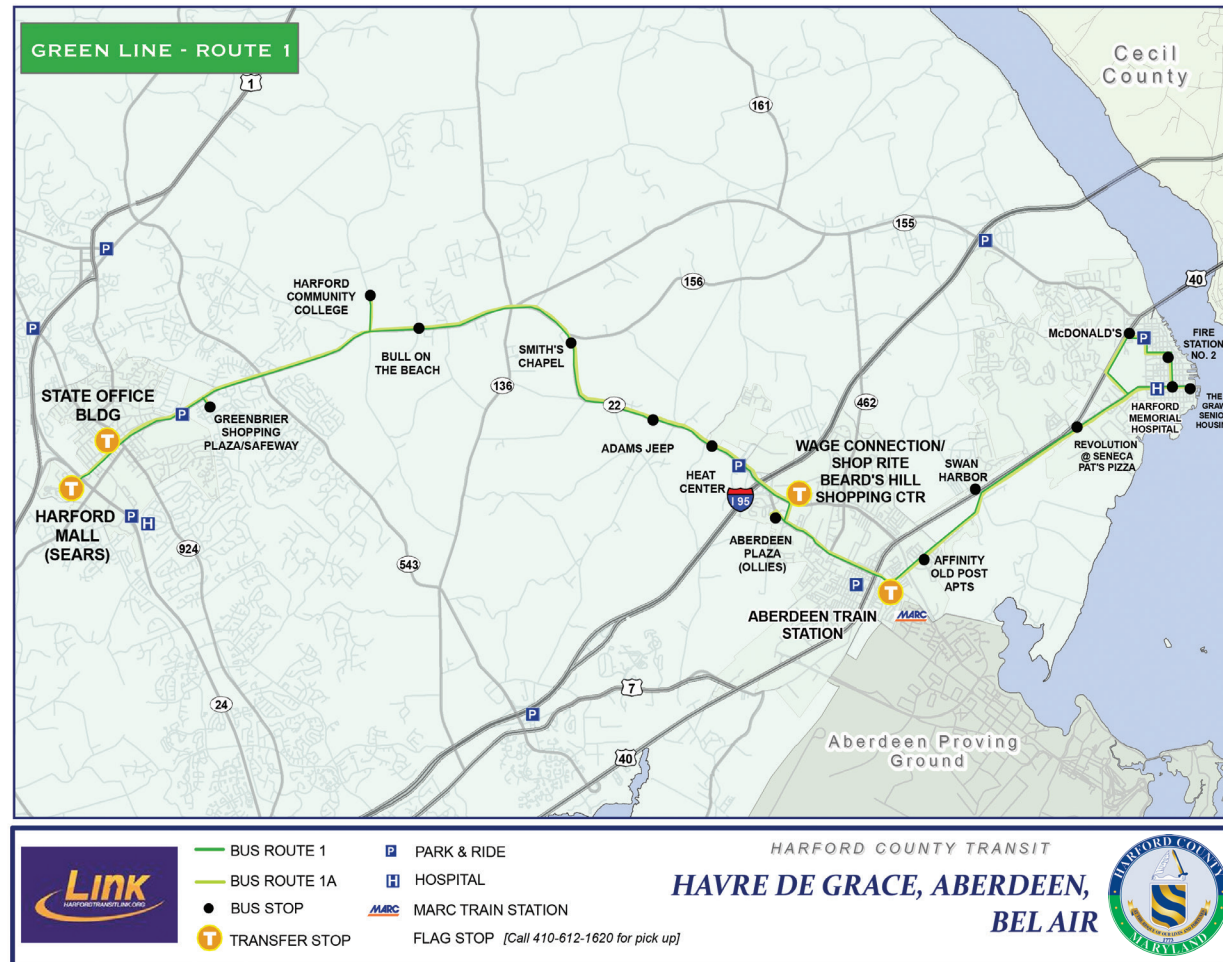 GREEN LINE - ROUTE 1
Cecil
County
1
161
155
156
40
136
22
462
543
924
24
7
40
I 95
P
P
P
P
P
P
P
P
P
H
H
T
T
T
T
HARFORD
COMMUNITY
COLLEGE
BULL ON
THE BEACH
SMITH'S
CHAPEL
McDONALD'S
FIRE
STATION
NO. 2
STATE OFFICE
BLDG
GREENBRIER
SHOPPING
PLAZA/SAFEWAY
HARFORD
MALL
(SEARS)
ADAMS JEEP
HEAT
CENTER
WAGE CONNECTION/
SHOP RITE
BEARD'S HILL
SHOPPING CTR
SWAN
HARBOR
HARFORD
MEMORIAL
HOSPITAL
THE
GRAW
SENIO
HOUSIN
REVOLUTION
@ SENECA
PAT'S PIZZA
ABERDEEN
PLAZA
(OLLIES)
AFFINITY
OLD POST
APTS
ABERDEEN TRAIN
STATION
MARC
Aberdeen Proving
Ground
Link
HARFORDTRANSITLINK.ORG
BUS ROUTE 1
BUS ROUTE 1A
BUS STOP
T TRANSFER STOP
P PARK & RIDE
H HOSPITAL
MARC MARC TRAIN STATION
FLAG STOP [Call 410-612-1620 for pick up]
HARFORD COUNTY TRANSIT
HAVRE DE GRACE, ABERDEEN,
BEL AIR
HARFORD COUNTY
MARYLAND
1773